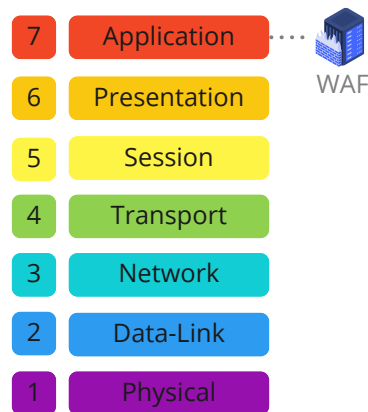 7 Application
WAF
6 Presentation
5 Session
4 Transport
3 Network
2 Data-Link
1 Physical